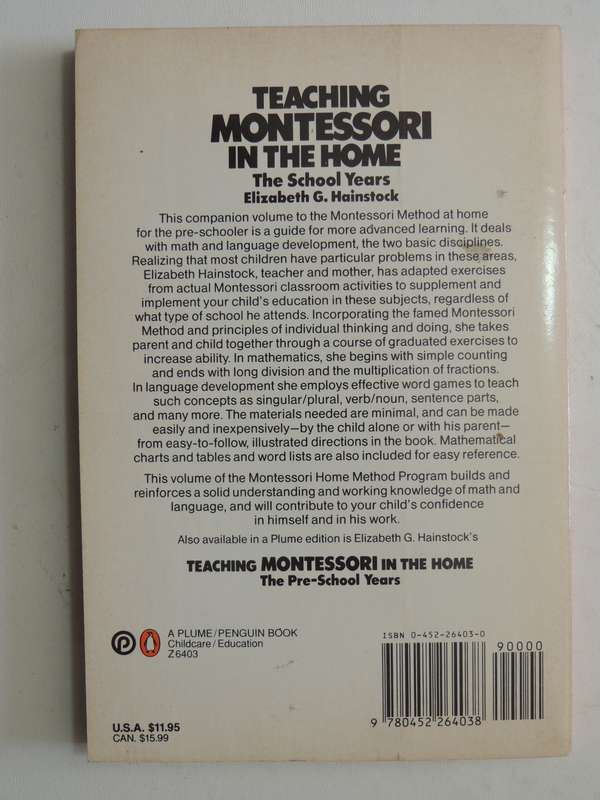 TEACHING
MONTESSORI
IN THE HOME
The School Years
Elizabeth G. Hainstock
This companion volume to the Montessori Method at home
for the pre-schooler is a guide for more advanced learning. It deals
with math and language development, the two basic disciplines.
Realizing that most children have particular problems in these areas,
Elizabeth Hainstock, teacher and mother, has adapted exercises
from actual Montessori classroom activities to supplement and
implement your child's education in these subjects, regardless of
what type of school he attends. Incorporating the famed Montessori
Method and principles of individual thinking and doing, she takes
parent and child together through a course of graduated exercises to
increase ability. In mathematics, she begins with simple counting
and ends with long division and the multiplication of fractions.
In language development she employs effective word games to teach
such concepts as singular/plural, verb/noun, sentence parts,
and many more. The materials needed are minimal, and can be made
easily and inexpensively—by the child alone or with his parent—
from easy-to-follow, illustrated directions in the book. Mathematical
charts and tables and word lists are also included for easy reference.
This volume of the Montessori Home Method Program builds and
reinforces a solid understanding and working knowledge of math and
language, and will contribute to your child's confidence
in himself and in his work.
Also available in a Plume edition is Elizabeth G. Hainstock's
TEACHING MONTESSORI IN THE HOME
The Pre-School Years
A PLUME/PENGUIN BOOK
Childcare/Education
Z6403
ISBN 0-452-26403-0
90000
9 780452 264038
U.S.A. $11.95
CAN. $15.99